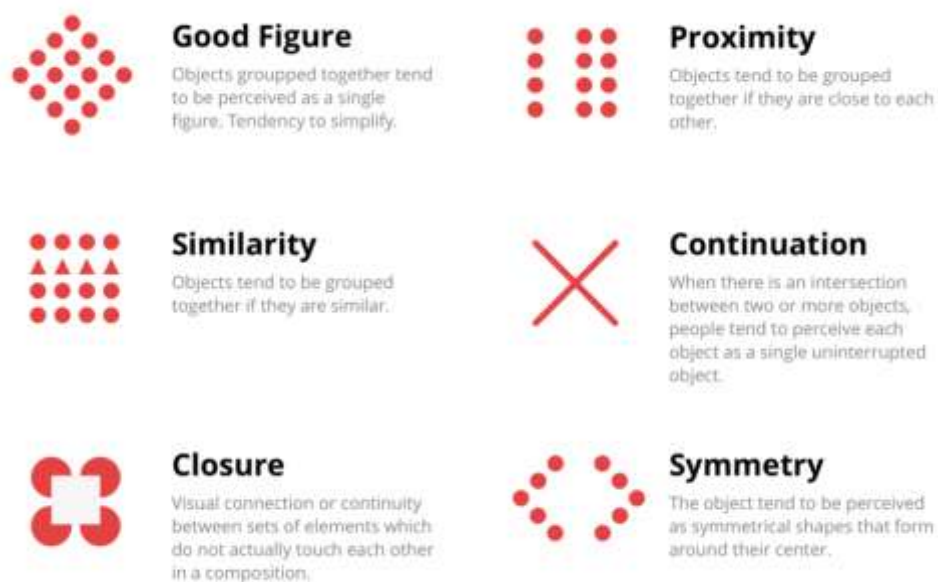 Good Figure
Objects groupped together tend
to be perceived as a single
figure. Tendency to simplify.
Proximity
Objects tend to be grouped
together if they are close to each
other.
Similarity
Objects tend to be grouped
together if they are similar.
Continuation
When there is an intersection
between two or more objects,
people tend to perceive each
object as a single uninterrupted
object.
Closure
Visual connection or continuity
between sets of elements which
do not actually touch each other
in a composition.
Symmetry
The object tend to be perceived
as symmetrical shapes that form
around their center.